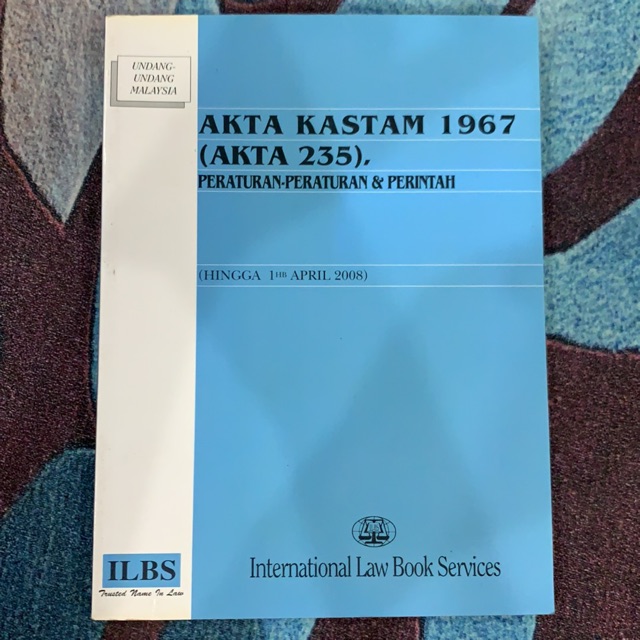 UNDANG-
UNDANG
MALAYSIA
AKTA KASTAM 1967
(AKTA 235),
PERATURAN-PERATURAN & PERINTAH
(HINGGA 1HB APRIL 2008)
International Law Book Services
ILBS
Trusted Name In Law